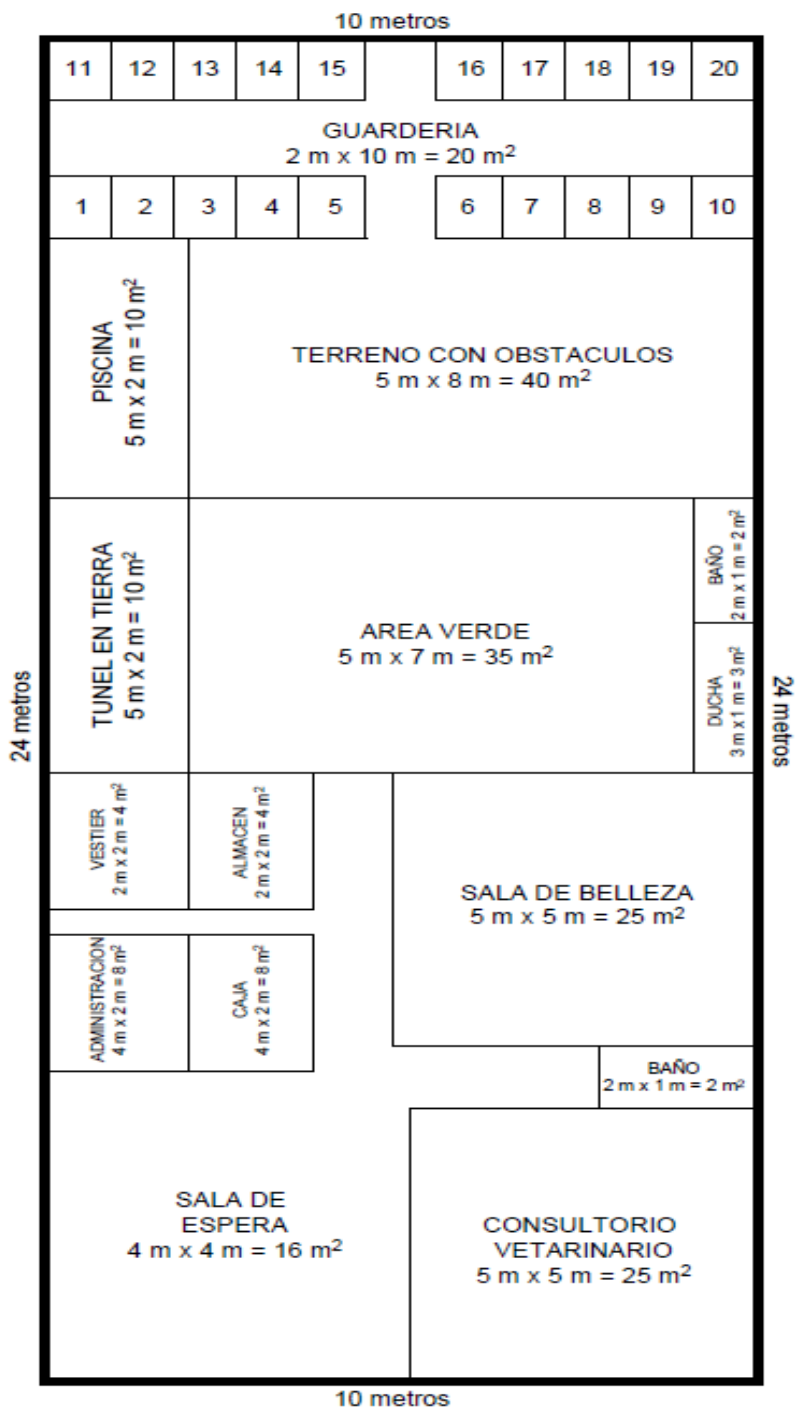 10 metros
11 12 13 14 15 16 17 18 19 20
GUARDERIA
2 m x 10 m = 20 m²
1 2 3 4 5 6 7 8 9 10
PISCINA
5 m x 2 m = 10 m²
TERRENO CON OBSTACULOS
5 m x 8 m = 40 m²
TUNEL EN TIERRA
5 m x 2 m = 10 m²
AREA VERDE
5 m x 7 m = 35 m²
BAÑO
2 m x 1 m = 2 m²
DUCHA
3 m x 1 m = 3 m²
24 metros
24 metros
VESTIER
2 m x 2 m = 4 m²
ALMACEN
2 m x 2 m = 4 m²
SALA DE BELLEZA
5 m x 5 m = 25 m²
ADMINISTRACION
4 m x 2 m = 8 m²
CAJA
4 m x 2 m = 8 m²
BAÑO
2 m x 1 m = 2 m²
SALA DE
ESPERA
4 m x 4 m = 16 m²
CONSULTORIO
VETARINARIO
5 m x 5 m = 25 m²
10 metros